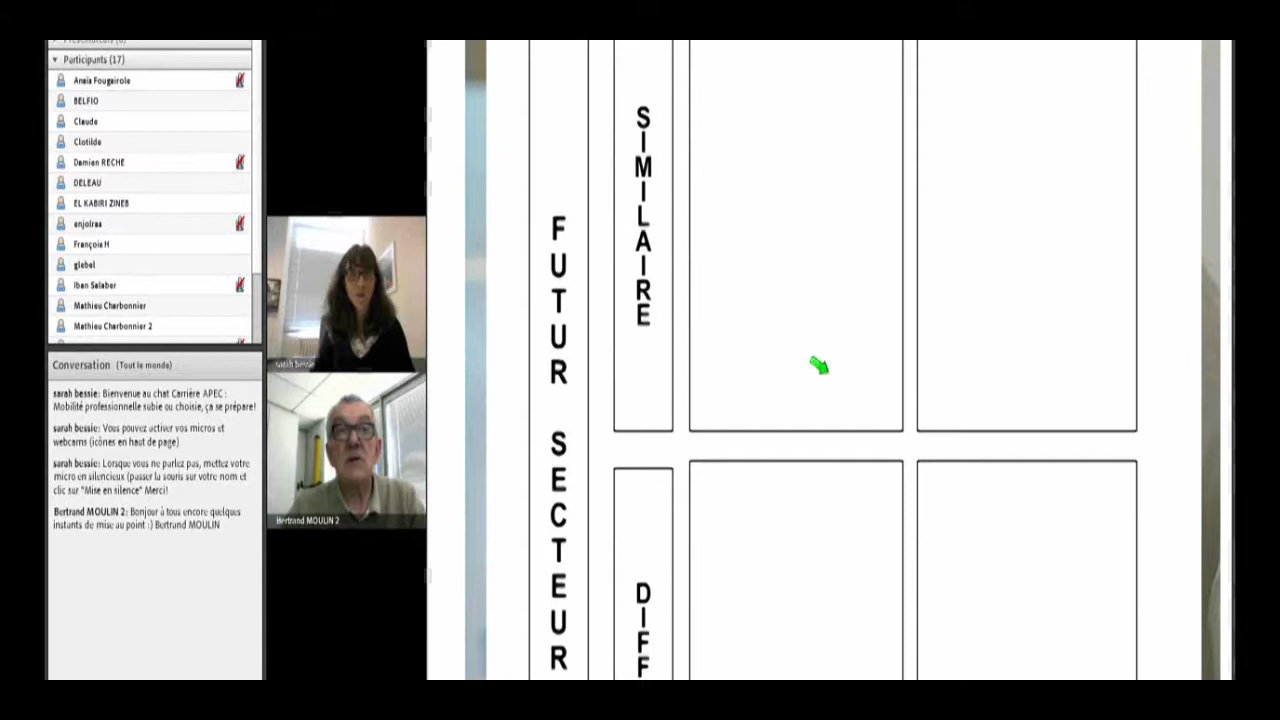 Participants (17)
Anaïs Fougairole
BELFIO
Claude
Clotilde
Damien RECHE
DELEAU
EL KABIRI ZINEB
enjolras
François H
glebel
Iban Salaber
Mathieu Charbonnier
Mathieu Charbonnier 2
Conversation (Tout le monde)
sarah bessie: Bienvenue au chat Carrière APEC :
Mobilité professionnelle subie ou choisie, ça se prépare!
sarah bessie: Vous pouvez activer vos micros et
webcams (icônes en haut de page)
sarah bessie: Lorsque vous ne parlez pas, mettez votre
micro en silencieux (passer la souris sur votre nom et
clic sur "Mise en silence" Merci!
Bertrand MOULIN 2: Bonjour à tous encore quelques
instants de mise au point :) Bertrand MOULIN
sarah bessie
Bertrand MOULIN 2
FUTUR SECTEUR
SIMILAIRE
DIFF